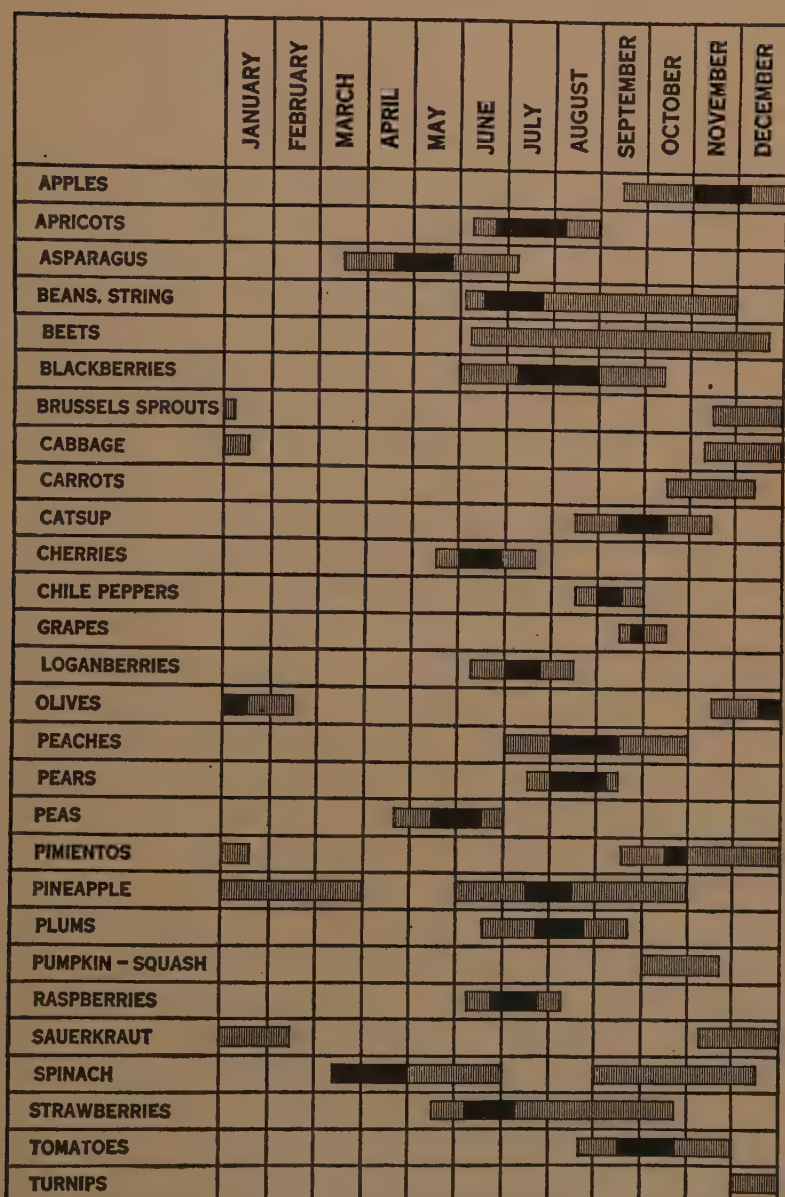 JANUARY
FEBRUARY
MARCH
APRIL
MAY
JUNE
JULY
AUGUST
SEPTEMBER
OCTOBER
NOVEMBER
DECEMBER
APPLES
APRICOTS
ASPARAGUS
BEANS, STRING
BEETS
BLACKBERRIES
BRUSSELS SPROUTS
CABBAGE
CARROTS
CATSUP
CHERRIES
CHILE PEPPERS
GRAPES
LOGANBERRIES
OLIVES
PEACHES
PEARS
PEAS
PIMIENTOS
PINEAPPLE
PLUMS
PUMPKIN – SQUASH
RASPBERRIES
SAUERKRAUT
SPINACH
STRAWBERRIES
TOMATOES
TURNIPS